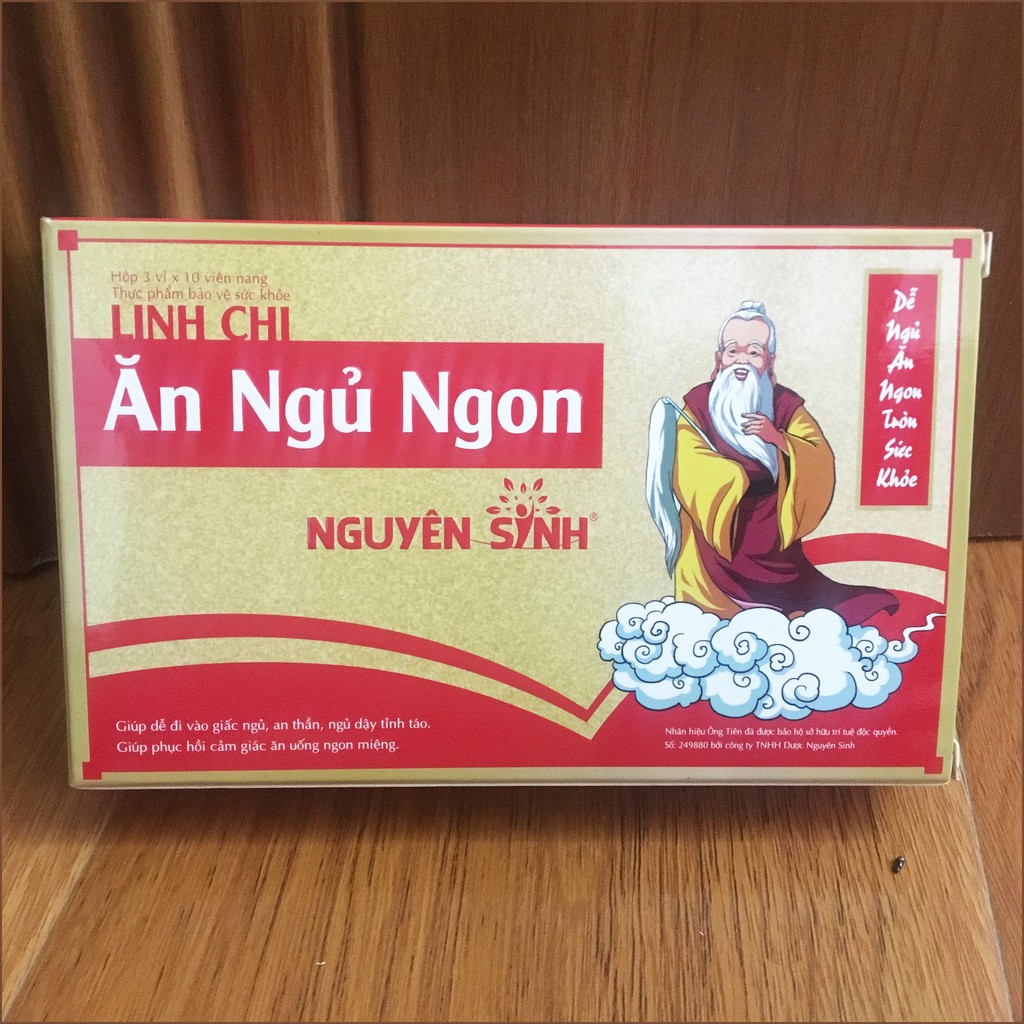 Hộp 3 vỉ x 10 viên nang
Thực phẩm bảo vệ sức khỏe
LINH CHI
Ăn Ngủ Ngon
NGUYÊN SINH®
Dễ
Ngủ
Ăn
Ngon
Tròn
Sức
Khỏe
Giúp dễ đi vào giấc ngủ, an thần, ngủ dậy tỉnh táo.
Giúp phục hồi cảm giác ăn uống ngon miệng.
Nhãn hiệu Ông Tiên đã được bảo hộ sở hữu trí tuệ độc quyền.
Số: 249880 bởi công ty TNHH Dược Nguyên Sinh